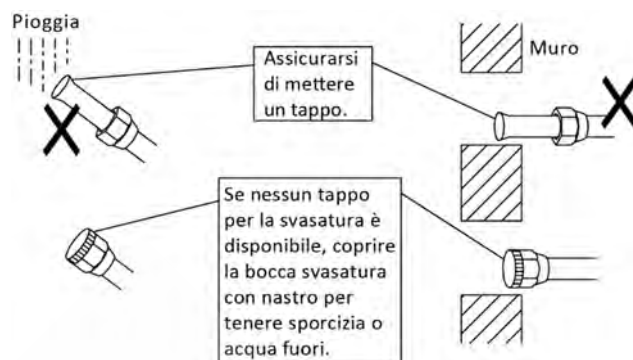 Pioggia
Assicurarsi
di mettere
un tappo.
Muro
Se nessun tappo
per la svasatura è
disponibile, coprire
la bocca svasatura
con nastro per
tenere sporcizia o
acqua fuori.